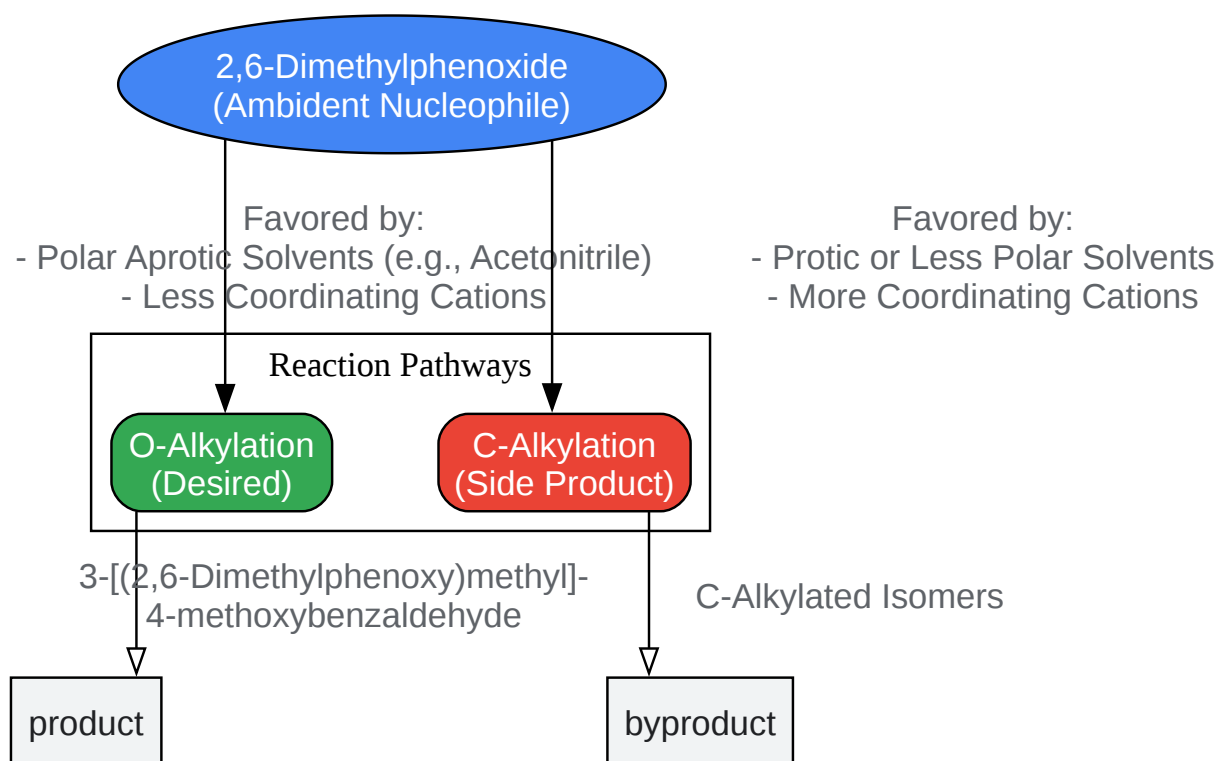 2,6-Dimethylphenoxide
(Ambident Nucleophile)
Favored by:
- Polar Aprotic Solvents (e.g., Acetonitrile)
- Less Coordinating Cations
Favored by:
- Protic or Less Polar Solvents
- More Coordinating Cations
Reaction Pathways
O-Alkylation
(Desired)
C-Alkylation
(Side Product)
3-[(2,6-Dimethylphenoxy)methyl]-
4-methoxybenzaldehyde
C-Alkylated Isomers
product
byproduct